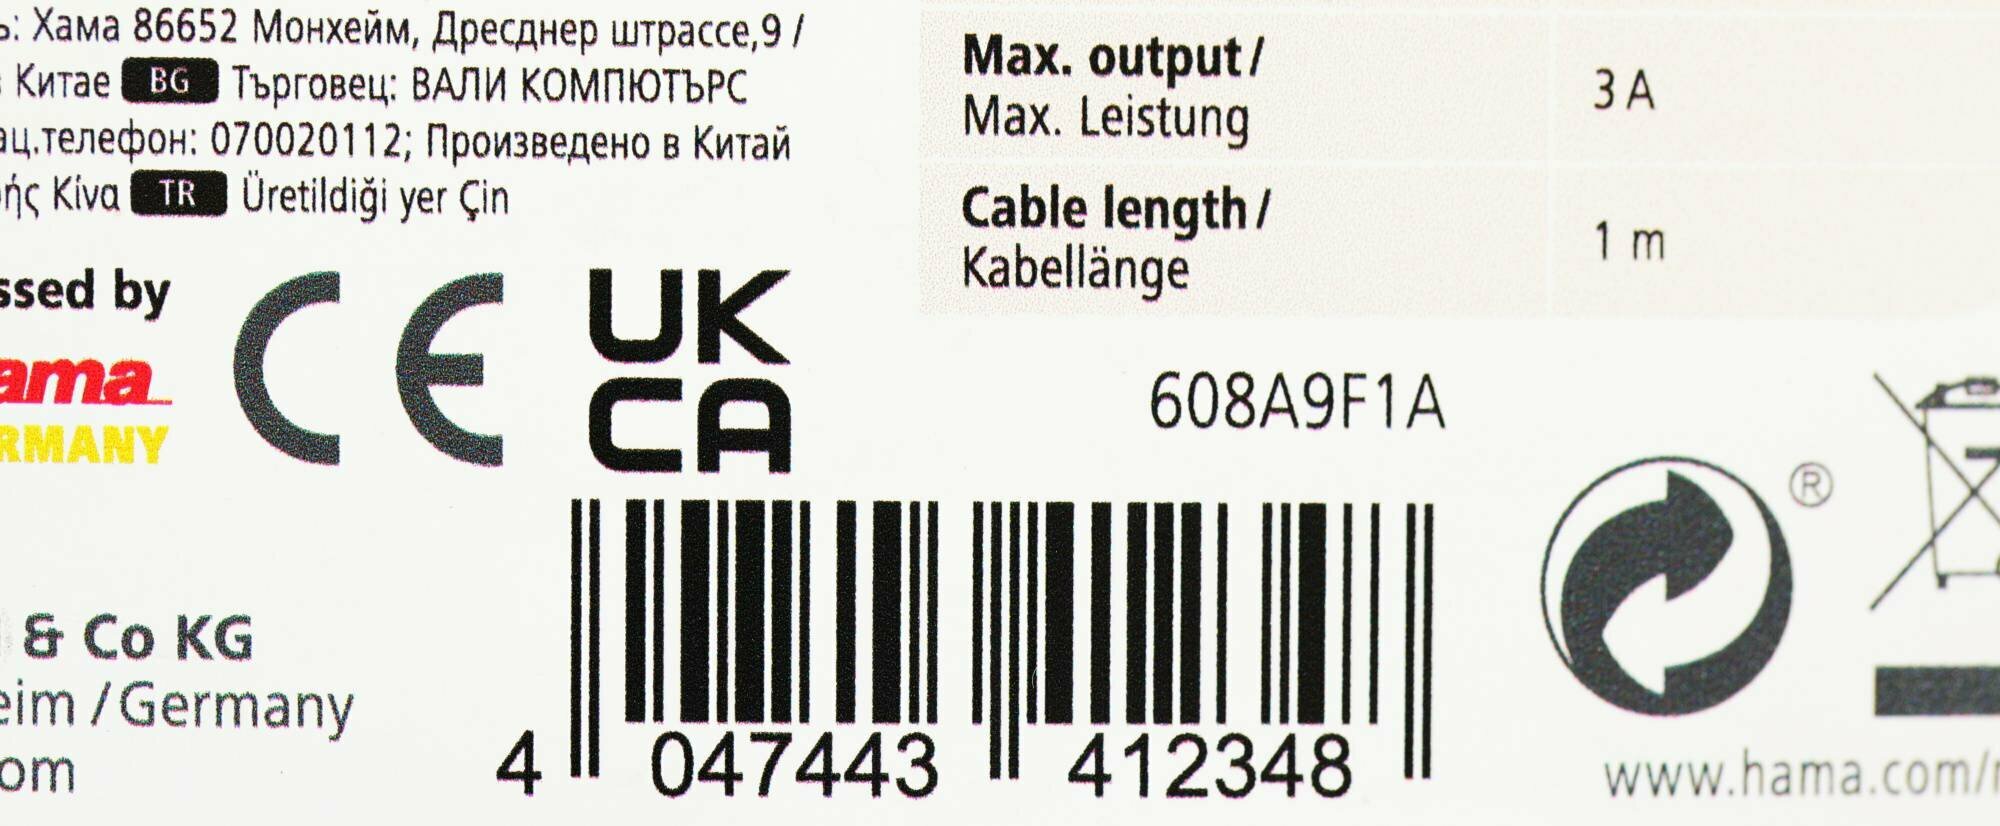 ь: Хама 86652 Монхейм, Дресднер штрассе,9 /
в Китае BG Търговец: ВАЛИ КОМПЮТЪРС
ац.телефон: 070020112; Произведено в Китай
ής Κίνα TR Üretildiği yer Çin
ssed by
ama
RMANY
CE
UK
CA
Max. output/
Max. Leistung
3 A
Cable length/
Kabellänge
1 m
608A9F1A
®
& Co KG
eim / Germany
om
4 047443 412348
www.hama.com/